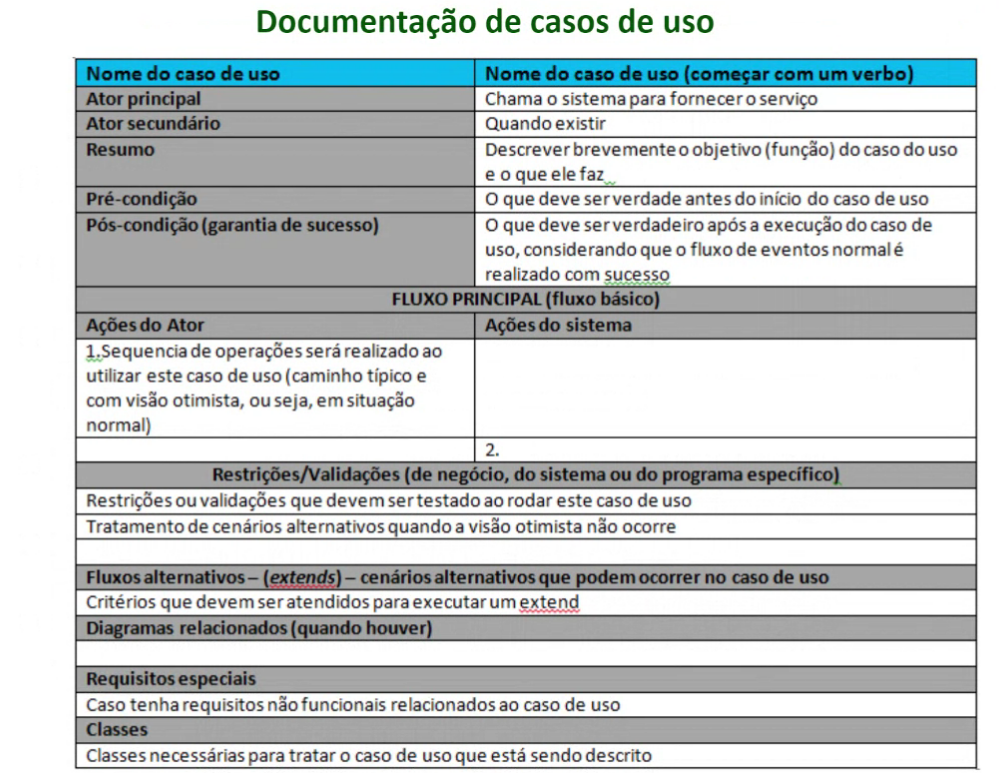 Documentação de casos de uso
Nome do caso de uso
Nome do caso de uso (começar com um verbo)
Ator principal
Chama o sistema para fornecer o serviço
Ator secundário
Quando existir
Resumo
Descrever brevemente o objetivo (função) do caso do uso
e o que ele faz
Pré-condição
O que deve ser verdade antes do início do caso de uso
Pós-condição (garantia de sucesso)
O que deve ser verdadeiro após a execução do caso de
uso, considerando que o fluxo de eventos normal é
realizado com sucesso
FLUXO PRINCIPAL (fluxo básico)
Ações do Ator
Ações do sistema
1.Sequencia de operações será realizado ao
utilizar este caso de uso (caminho típico e
com visão otimista, ou seja, em situação
normal)
2.
Restrições/Validações (de negócio, do sistema ou do programa específico)
Restrições ou validações que devem ser testado ao rodar este caso de uso
Tratamento de cenários alternativos quando a visão otimista não ocorre
Fluxos alternativos – (extends) – cenários alternativos que podem ocorrer no caso de uso
Critérios que devem ser atendidos para executar um extend
Diagramas relacionados (quando houver)
Requisitos especiais
Caso tenha requisitos não funcionais relacionados ao caso de uso
Classes
Classes necessárias para tratar o caso de uso que está sendo descrito